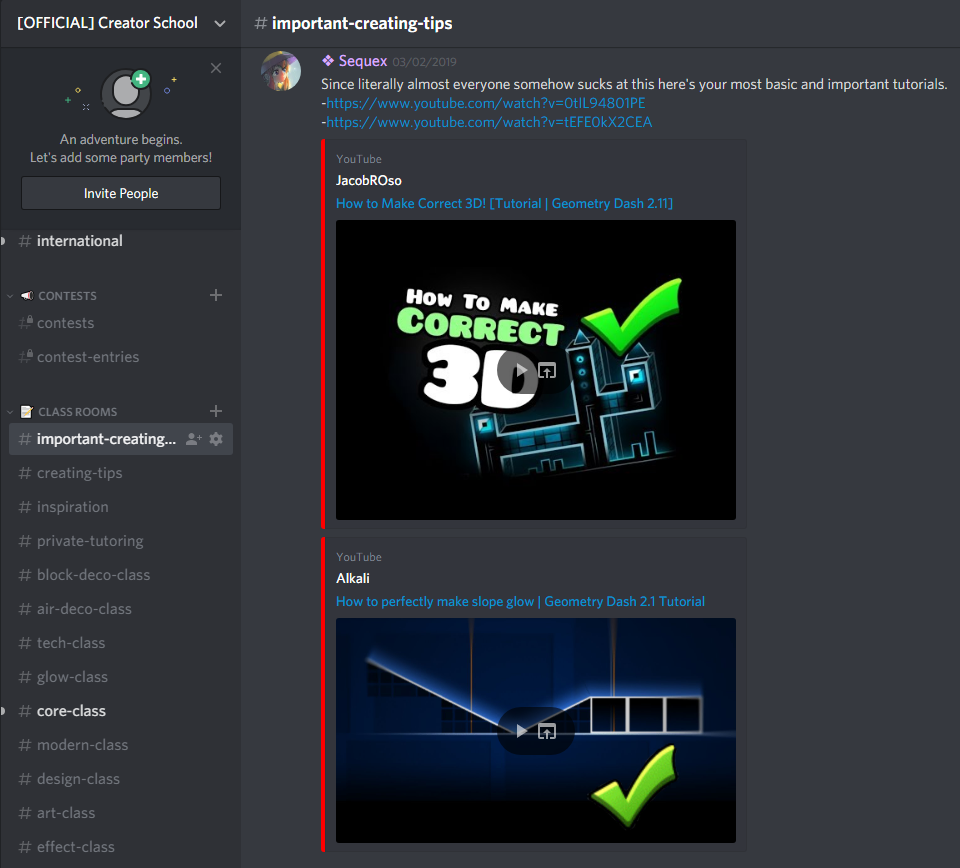 [OFFICIAL] Creator School
An adventure begins.
Let's add some party members!
Invite People
# international
CONTESTS
# contests
# contest-entries
CLASS ROOMS
# important-creating...
# creating-tips
# inspiration
# private-tutoring
# block-deco-class
# air-deco-class
# tech-class
# glow-class
# core-class
# modern-class
# design-class
# art-class
# effect-class
# important-creating-tips
Sequex 03/02/2019
Since literally almost everyone somehow sucks at this here's your most basic and important tutorials.
-https://www.youtube.com/watch?v=0tIL94801PE
-https://www.youtube.com/watch?v=tEFE0kX2CEA
YouTube
JacobROso
How to Make Correct 3D! [Tutorial | Geometry Dash 2.11]
HOW TO MAKE
CORRECT
3D
YouTube
Alkali
How to perfectly make slope glow | Geometry Dash 2.1 Tutorial